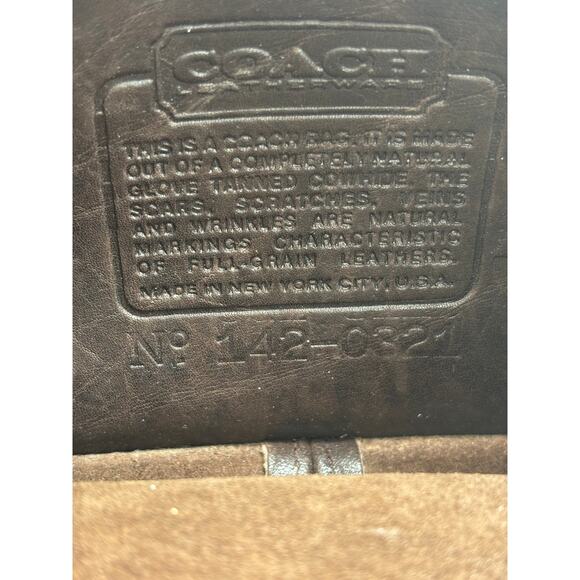 COACH
LEATHERWARE
THIS IS A COACH BAG. IT IS MADE
OUT OF A COMPLETELY NATURAL
GLOVE TANNED COWHIDE. THE
SCARS, SCRATCHES, VEINS
AND WRINKLES ARE NATURAL
MARKINGS CHARACTERISTIC
OF FULL-GRAIN LEATHERS.
MADE IN NEW YORK CITY, U.S.A.
No 142-0321